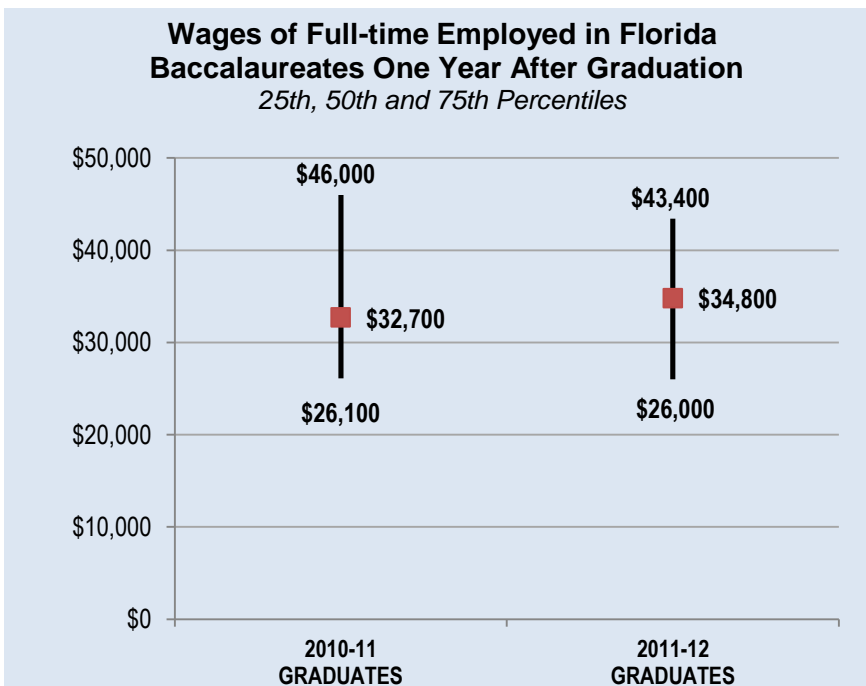 Wages of Full-time Employed in Florida
Baccalaureates One Year After Graduation
25th, 50th and 75th Percentiles
$50,000
$46,000
$43,400
$40,000
$34,800
$32,700
$30,000
$26,100
$26,000
$20,000
$10,000
$0
2010-11
GRADUATES
2011-12
GRADUATES